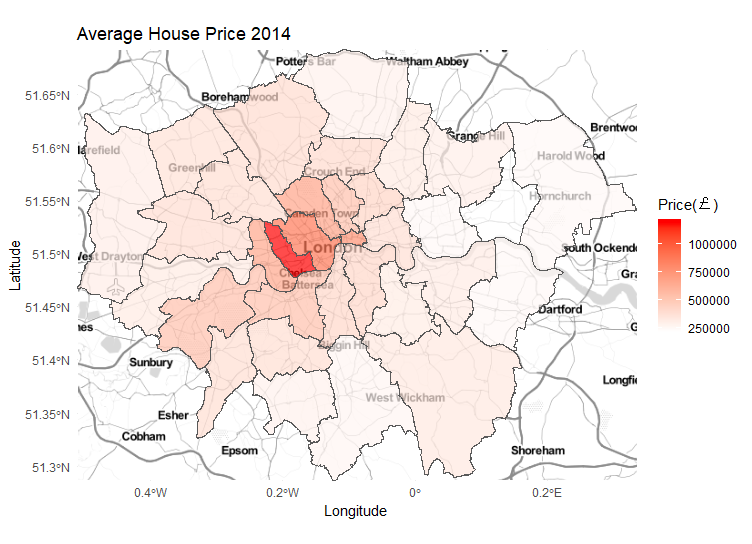 Average House Price 2014
Potters Bar
Waltham Abbey
Borehamwood
Grange Hill
Brentwoo
arefield
Greenhill
Crouch End
Harold Wood
Hornchurch
Camden Town
London
South Ockendo
West Drayton
Chelsea
Battersea
Gra
Dartford
nes
G
Biggin Hill
Sunbury
Longfie
West Wickham
Esher
Cobham
Epsom
Shoreham
51.65°N
51.6°N
51.55°N
51.5°N
51.45°N
51.4°N
51.35°N
51.3°N
Latitude
0.4°W
0.2°W
0°
0.2°E
Longitude
Price(£)
1000000
750000
500000
250000